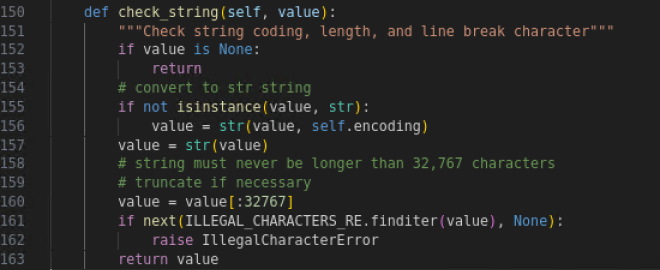 150 def check_string(self, value):
151 """Check string coding, length, and line break character"""
152 if value is None:
153 return
154 # convert to str string
155 if not isinstance(value, str):
156 value = str(value, self.encoding)
157 value = str(value)
158 # string must never be longer than 32,767 characters
159 # truncate if necessary
160 value = value[:32767]
161 if next(ILLEGAL_CHARACTERS_RE.finditer(value), None):
162 raise IllegalCharacterError
163 return value